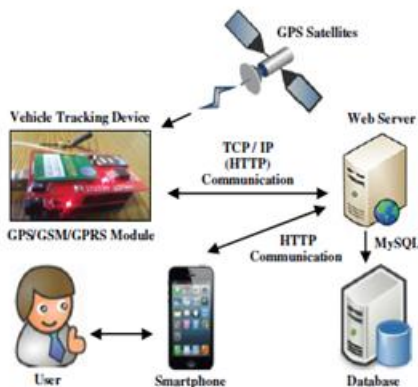 GPS Satellites
Vehicle Tracking Device
Web Server
TCP / IP
(HTTP)
Communication
GPS/GSM/GPRS Module
HTTP
Communication
MySQL
User
Smartphone
Database